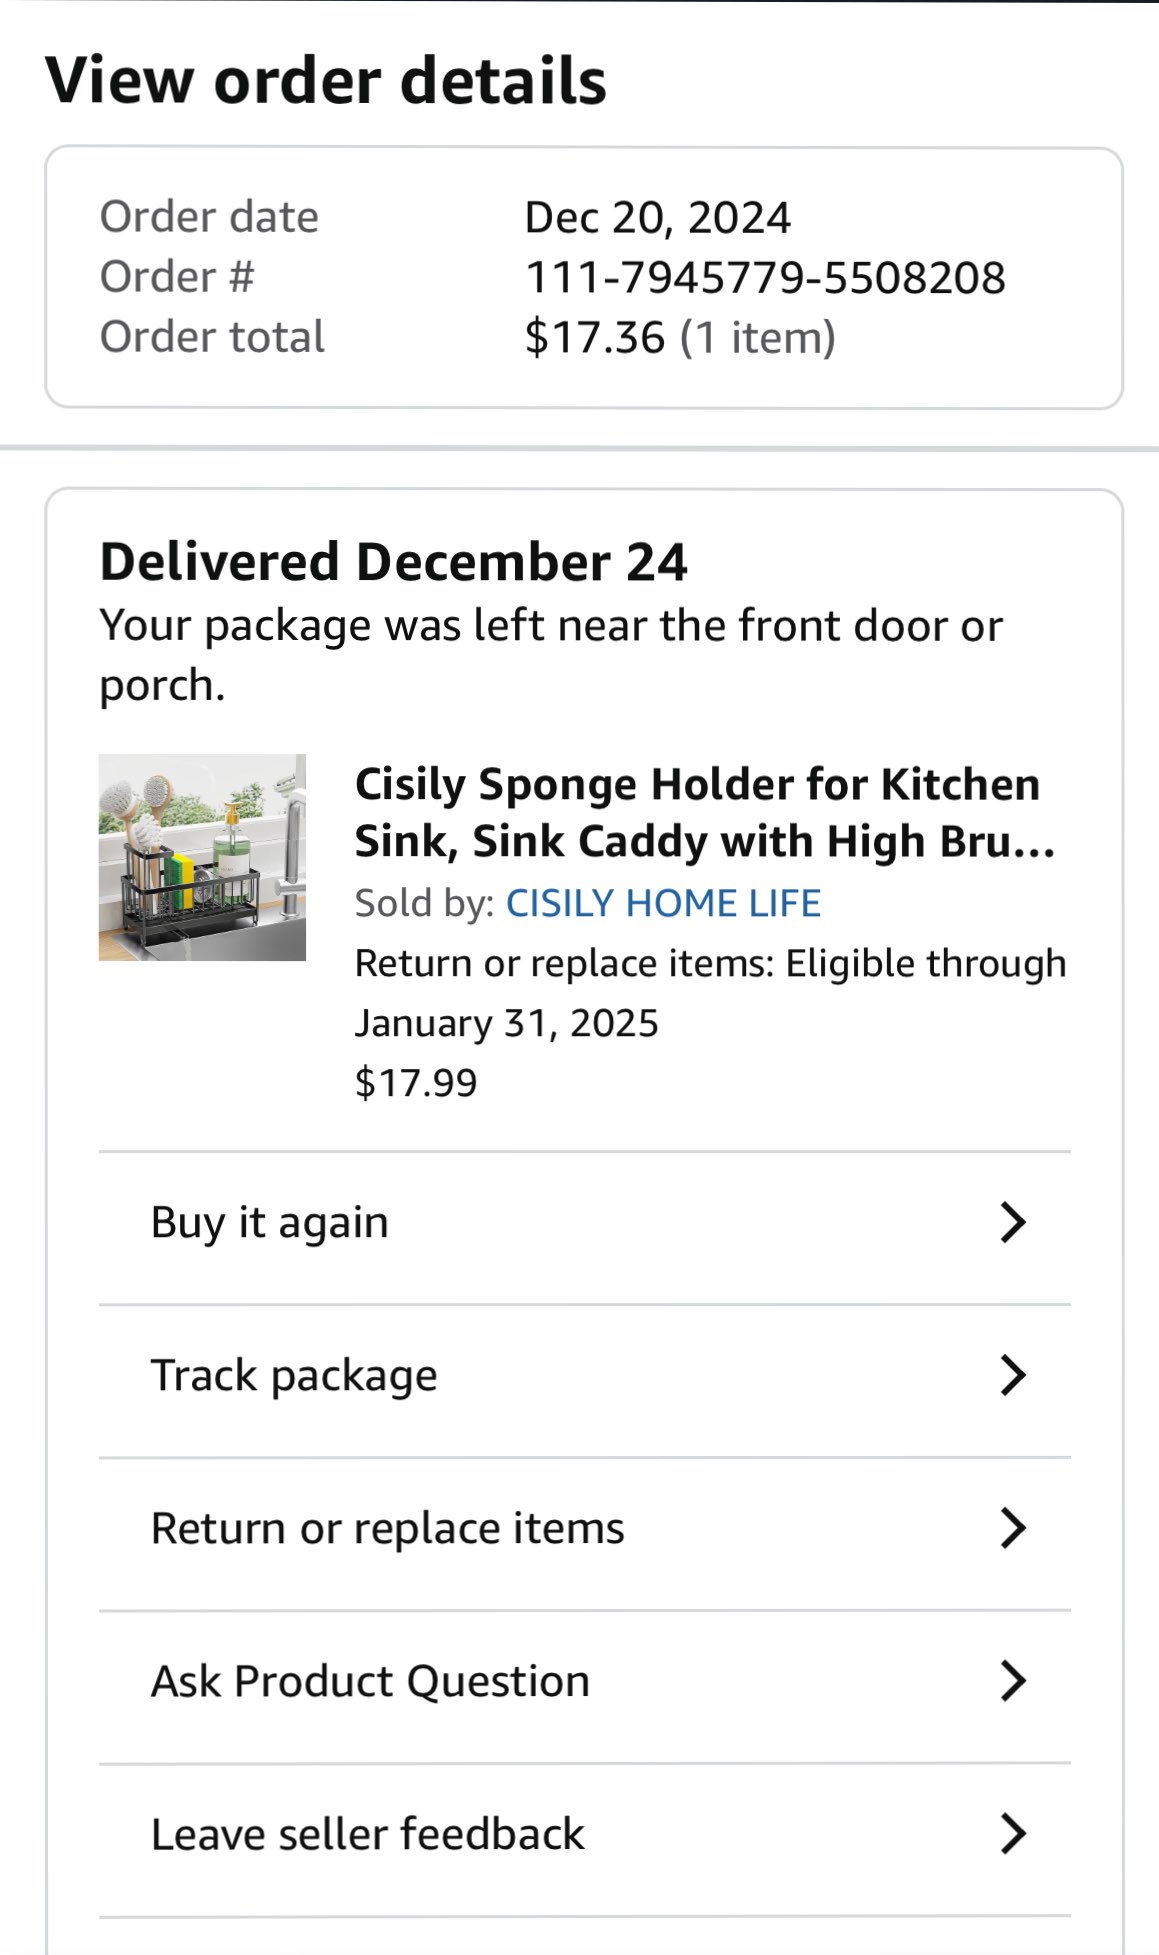 View order details
Order date Dec 20, 2024
Order # 111-7945779-5508208
Order total $17.36 (1 item)
Delivered December 24
Your package was left near the front door or
porch.
Cisily Sponge Holder for Kitchen
Sink, Sink Caddy with High Bru...
Sold by: CISILY HOME LIFE
Return or replace items: Eligible through
January 31, 2025
$17.99
Buy it again
Track package
Return or replace items
Ask Product Question
Leave seller feedback